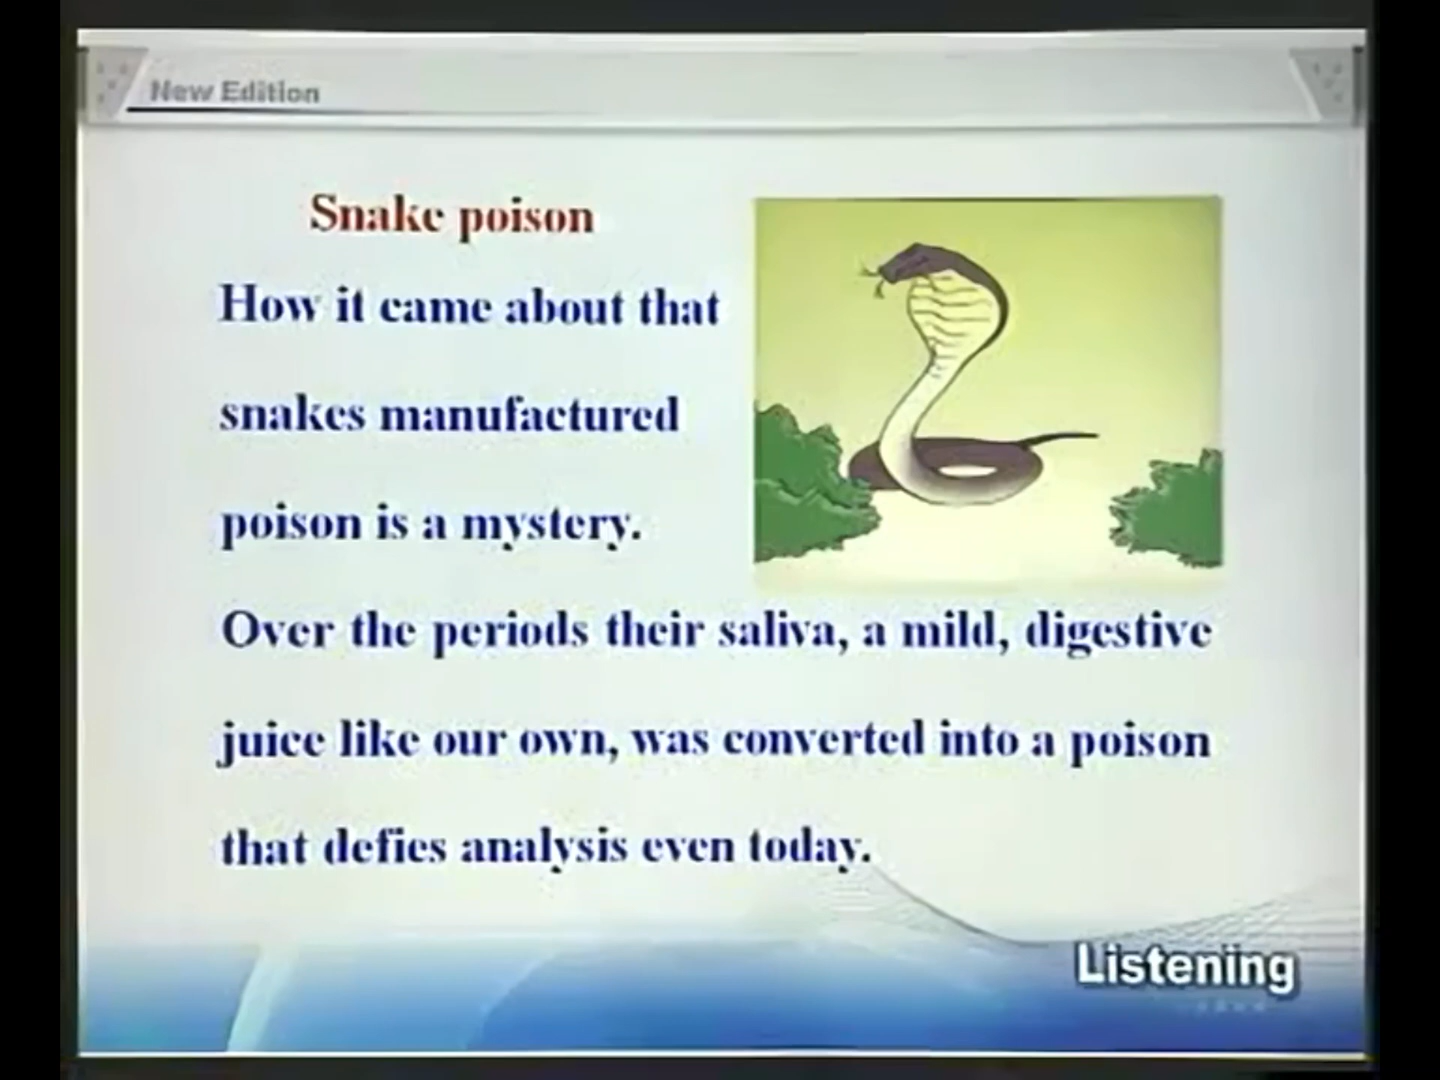 New Edition
Snake poison
How it came about that
snakes manufactured
poison is a mystery.
Over the periods their saliva, a mild, digestive
juice like our own, was converted into a poison
that defies analysis even today.
Listening